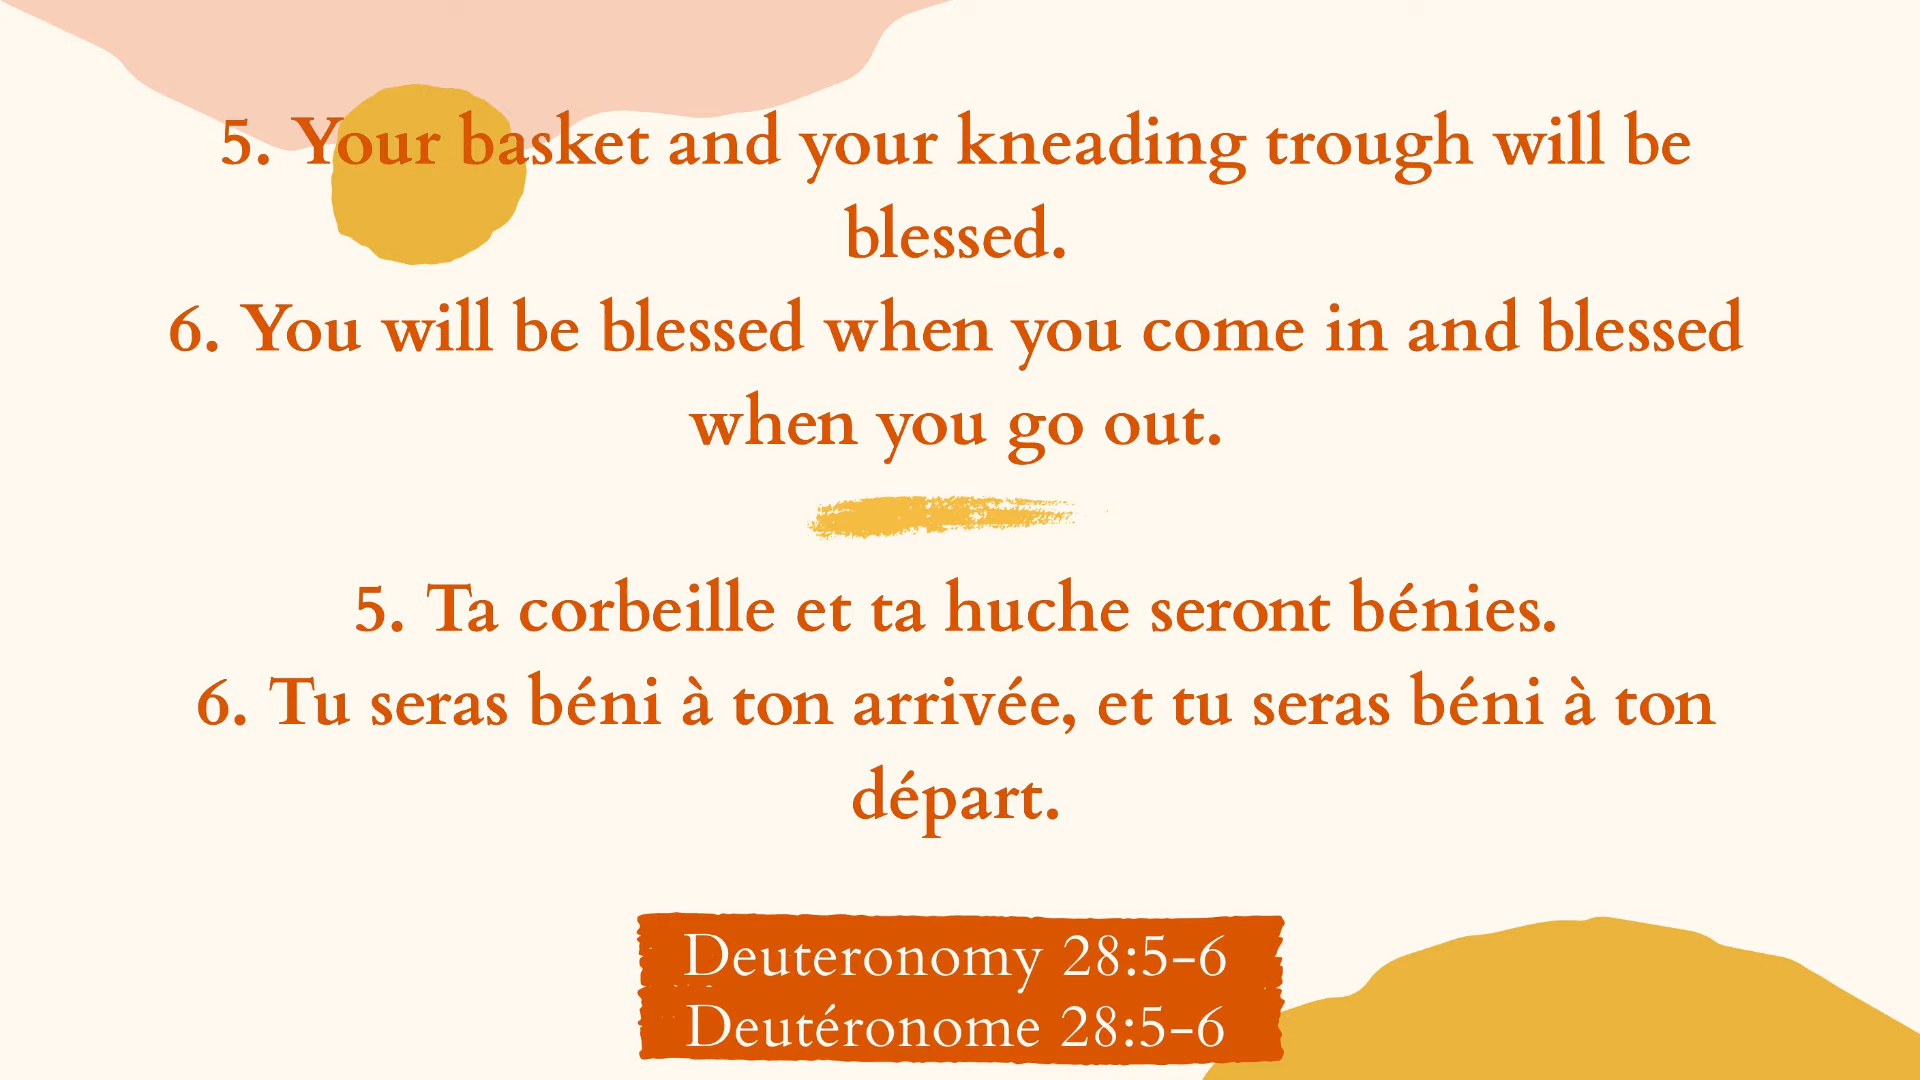 5. Your basket and your kneading trough will be
blessed.
6. You will be blessed when you come in and blessed
when you go out.
5. Ta corbeille et ta huche seront bénies.
6. Tu seras béni à ton arrivée, et tu seras béni à ton
départ.
Deuteronomy 28:5-6
Deutéronome 28:5-6